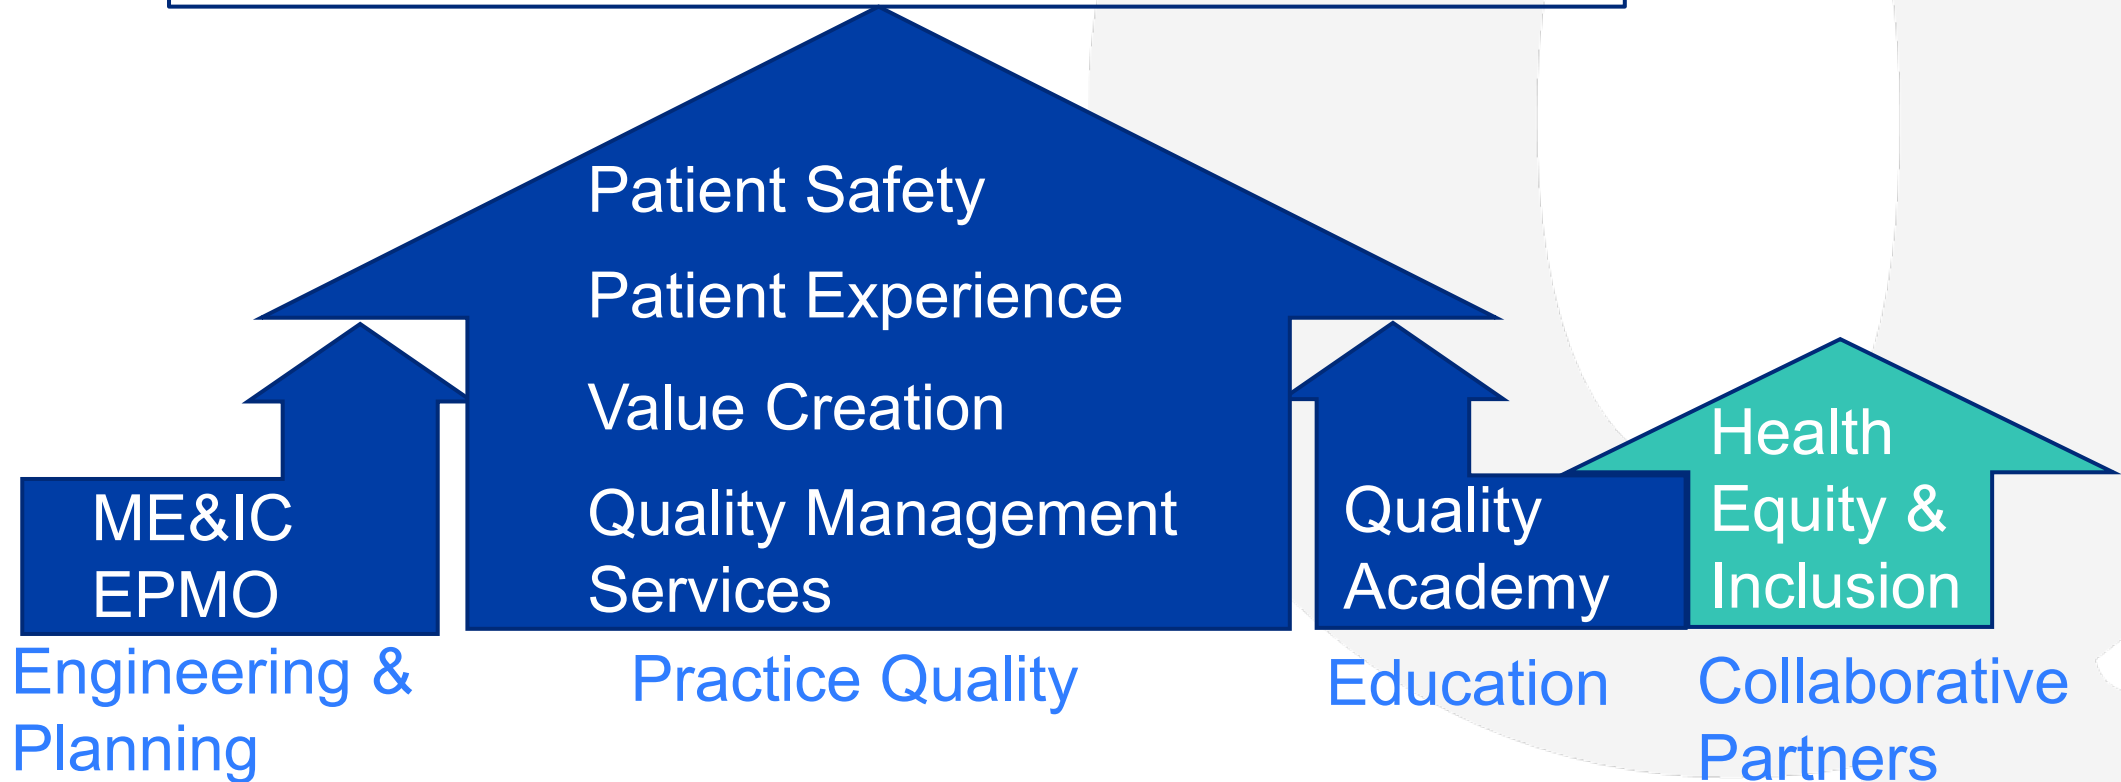 Patient Safety
Patient Experience
Value Creation
Quality Management
Services
ME&IC
EPMO
Quality
Academy
Health
Equity &
Inclusion
Engineering &
Planning
Practice Quality
Education
Collaborative
Partners